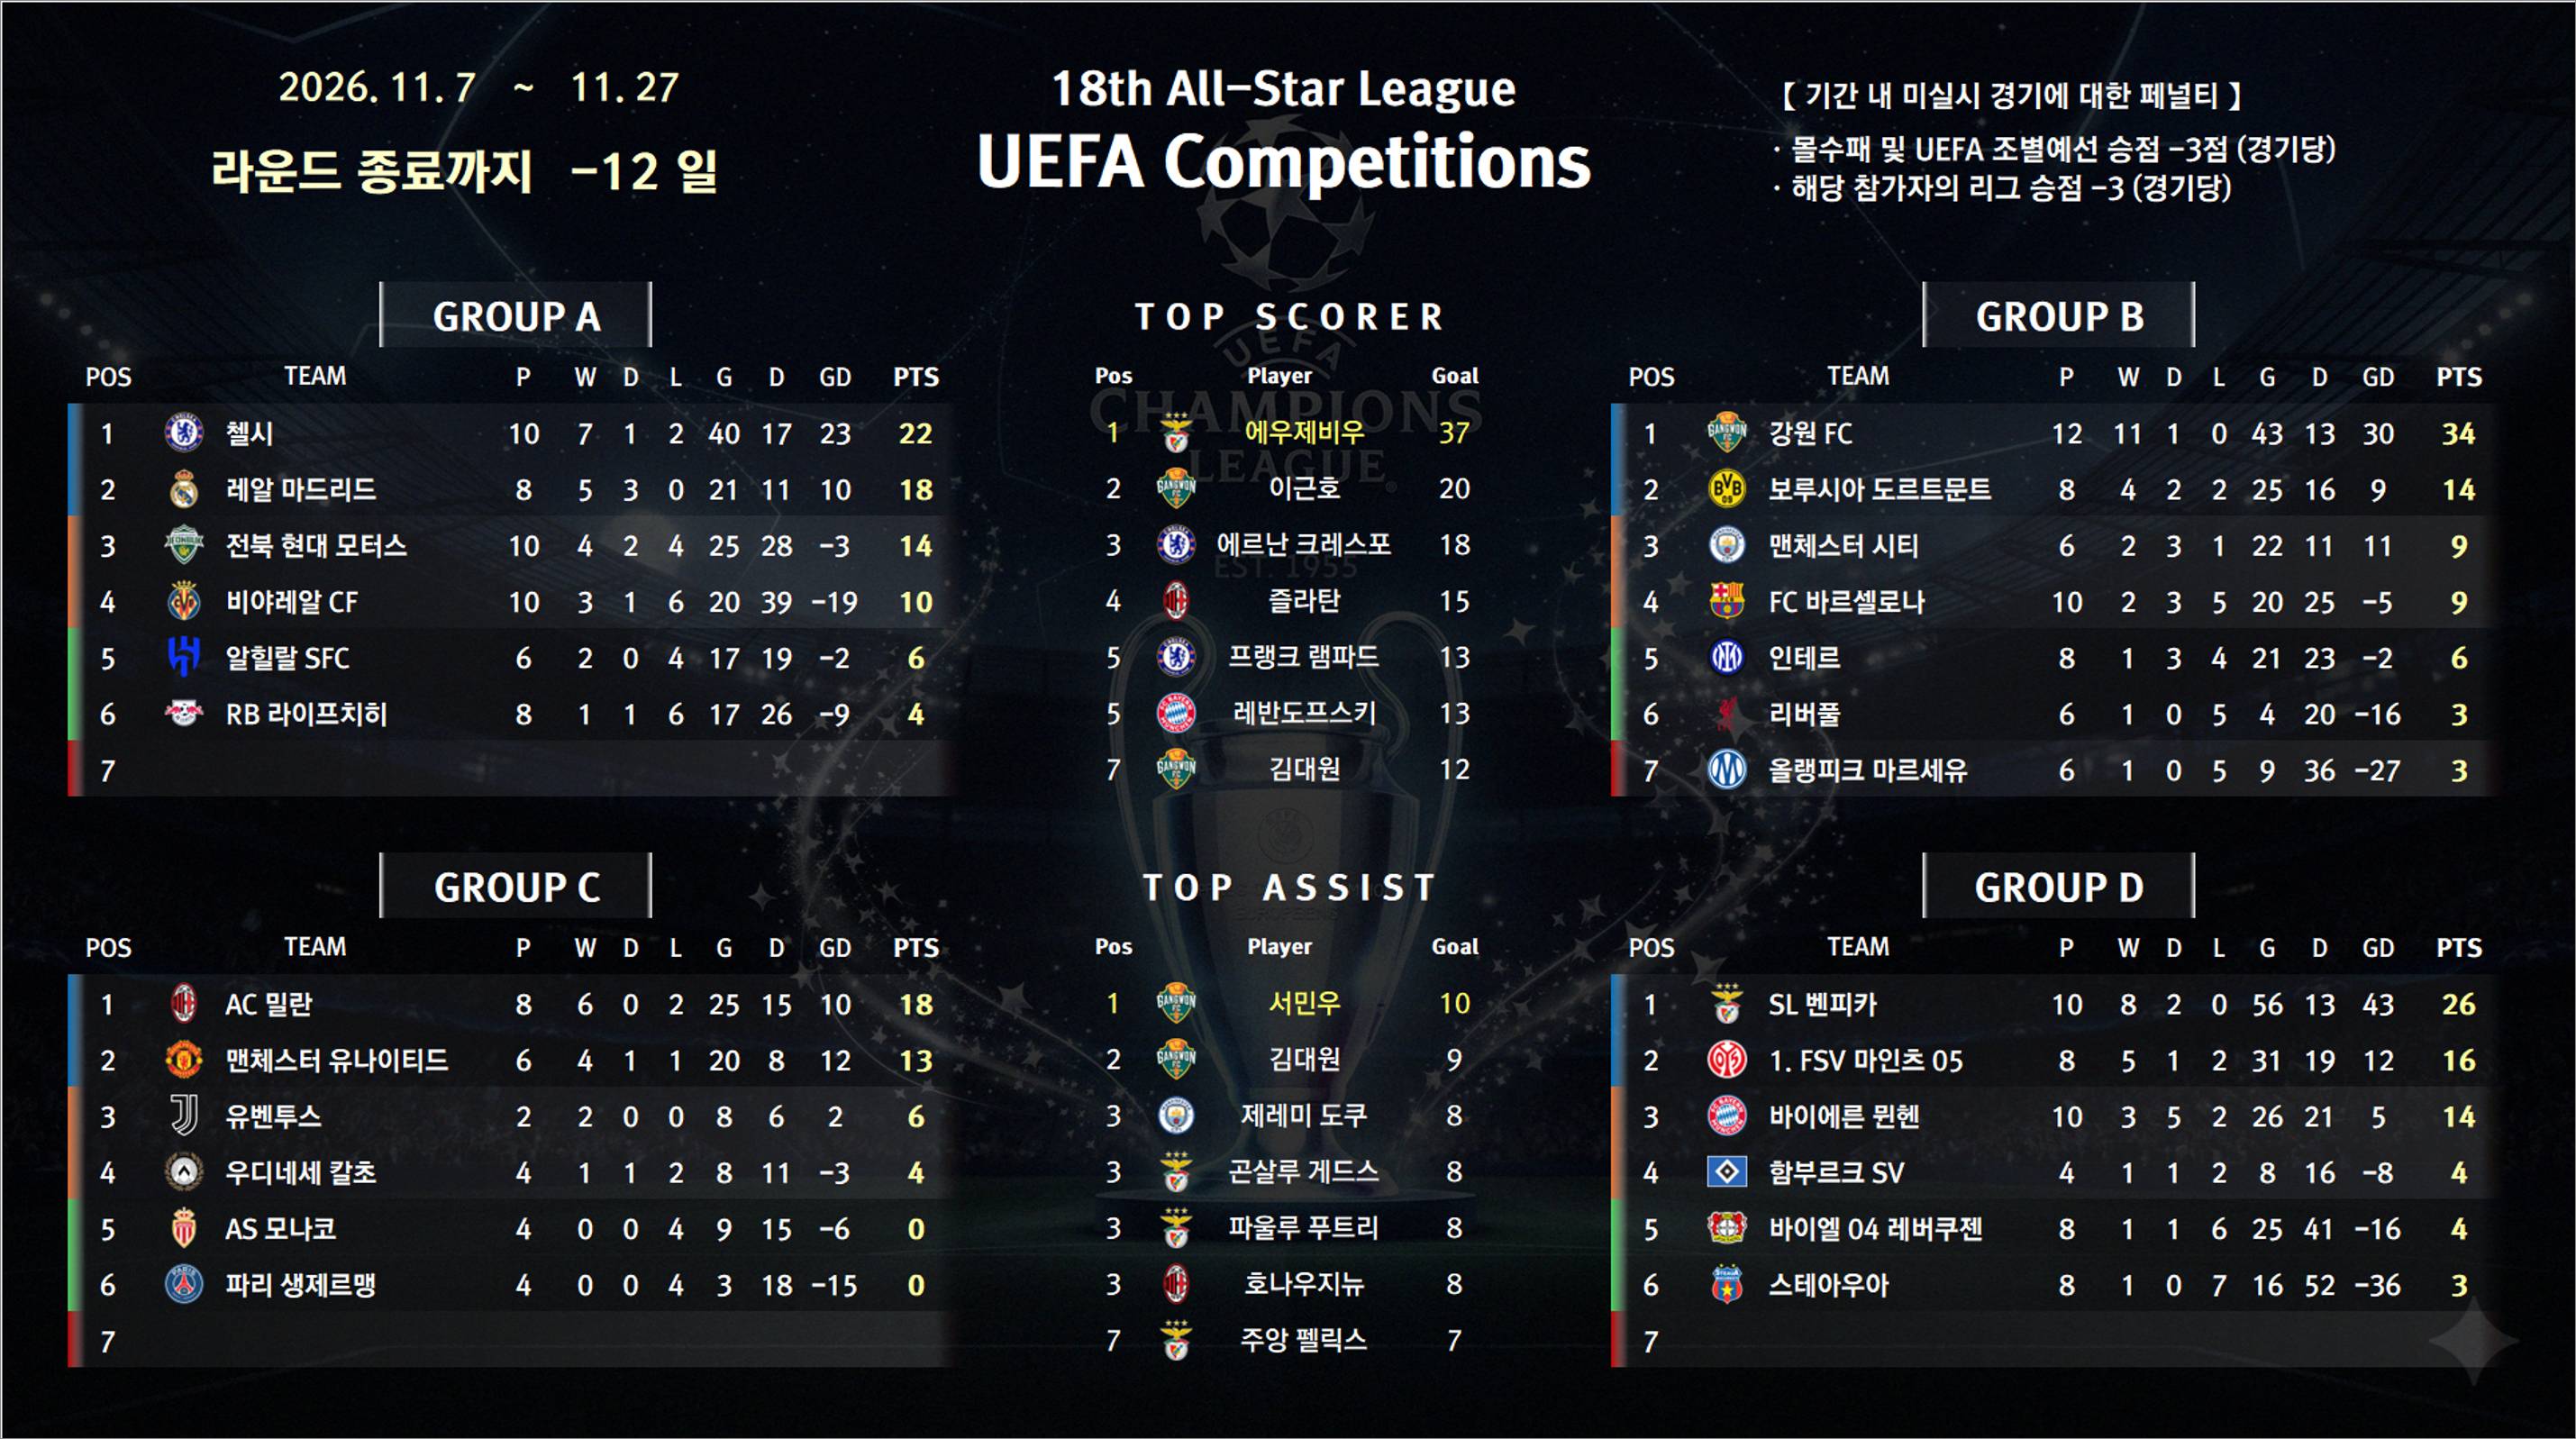 2026. 11. 7 ~ 11. 27
라운드 종료까지 -12 일
18th All-Star League
UEFA Competitions
【 기간 내 미실시 경기에 대한 페널티 】
· 몰수패 및 UEFA 조별예선 승점 -3점 (경기당)
· 해당 참가자의 리그 승점 -3 (경기당)
GROUP A
POS TEAM P W D L G D GD PTS
1 첼시 10 7 1 2 40 17 23 22
2 레알 마드리드 8 5 3 0 21 11 10 18
3 전북 현대 모터스 10 4 2 4 25 28 -3 14
4 비야레알 CF 10 3 1 6 20 39 -19 10
5 알힐랄 SFC 6 2 0 4 17 19 -2 6
6 RB 라이프치히 8 1 1 6 17 26 -9 4
7
TOP SCORER
Pos Player Goal
1 에우제비우 37
2 이근호 20
3 에르난 크레스포 18
4 즐라탄 15
5 프랭크 램파드 13
5 레반도프스키 13
7 김대원 12
UEFA
CHAMPIONS
LEAGUE
EST. 1955
GROUP B
POS TEAM P W D L G D GD PTS
1 강원 FC 12 11 1 0 43 13 30 34
2 보루시아 도르트문트 8 4 2 2 25 16 9 14
3 맨체스터 시티 6 2 3 1 22 11 11 9
4 FC 바르셀로나 10 2 3 5 20 25 -5 9
5 인테르 8 1 3 4 21 23 -2 6
6 리버풀 6 1 0 5 4 20 -16 3
7 올랭피크 마르세유 6 1 0 5 9 36 -27 3
GROUP C
POS TEAM P W D L G D GD PTS
1 AC 밀란 8 6 0 2 25 15 10 18
2 맨체스터 유나이티드 6 4 1 1 20 8 12 13
3 유벤투스 2 2 0 0 8 6 2 6
4 우디네세 칼초 4 1 1 2 8 11 -3 4
5 AS 모나코 4 0 0 4 9 15 -6 0
6 파리 생제르맹 4 0 0 4 3 18 -15 0
7
TOP ASSIST
Pos Player Goal
1 서민우 10
2 김대원 9
3 제레미 도쿠 8
3 곤살루 게드스 8
3 파울루 푸트리 8
3 호나우지뉴 8
7 주앙 펠릭스 7
GROUP D
POS TEAM P W D L G D GD PTS
1 SL 벤피카 10 8 2 0 56 13 43 26
2 1. FSV 마인츠 05 8 5 1 2 31 19 12 16
3 바이에른 뮌헨 10 3 5 2 26 21 5 14
4 함부르크 SV 4 1 1 2 8 16 -8 4
5 바이엘 04 레버쿠젠 8 1 1 6 25 41 -16 4
6 스테아우아 8 1 0 7 16 52 -36 3
7